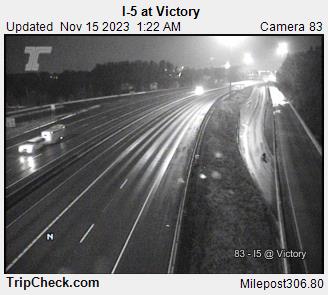 I-5 at Victory
Updated Nov 15 2023 1:22 AM Camera 83
T
N
83 - I5 @ Victory
TripCheck.com Milepost306.80